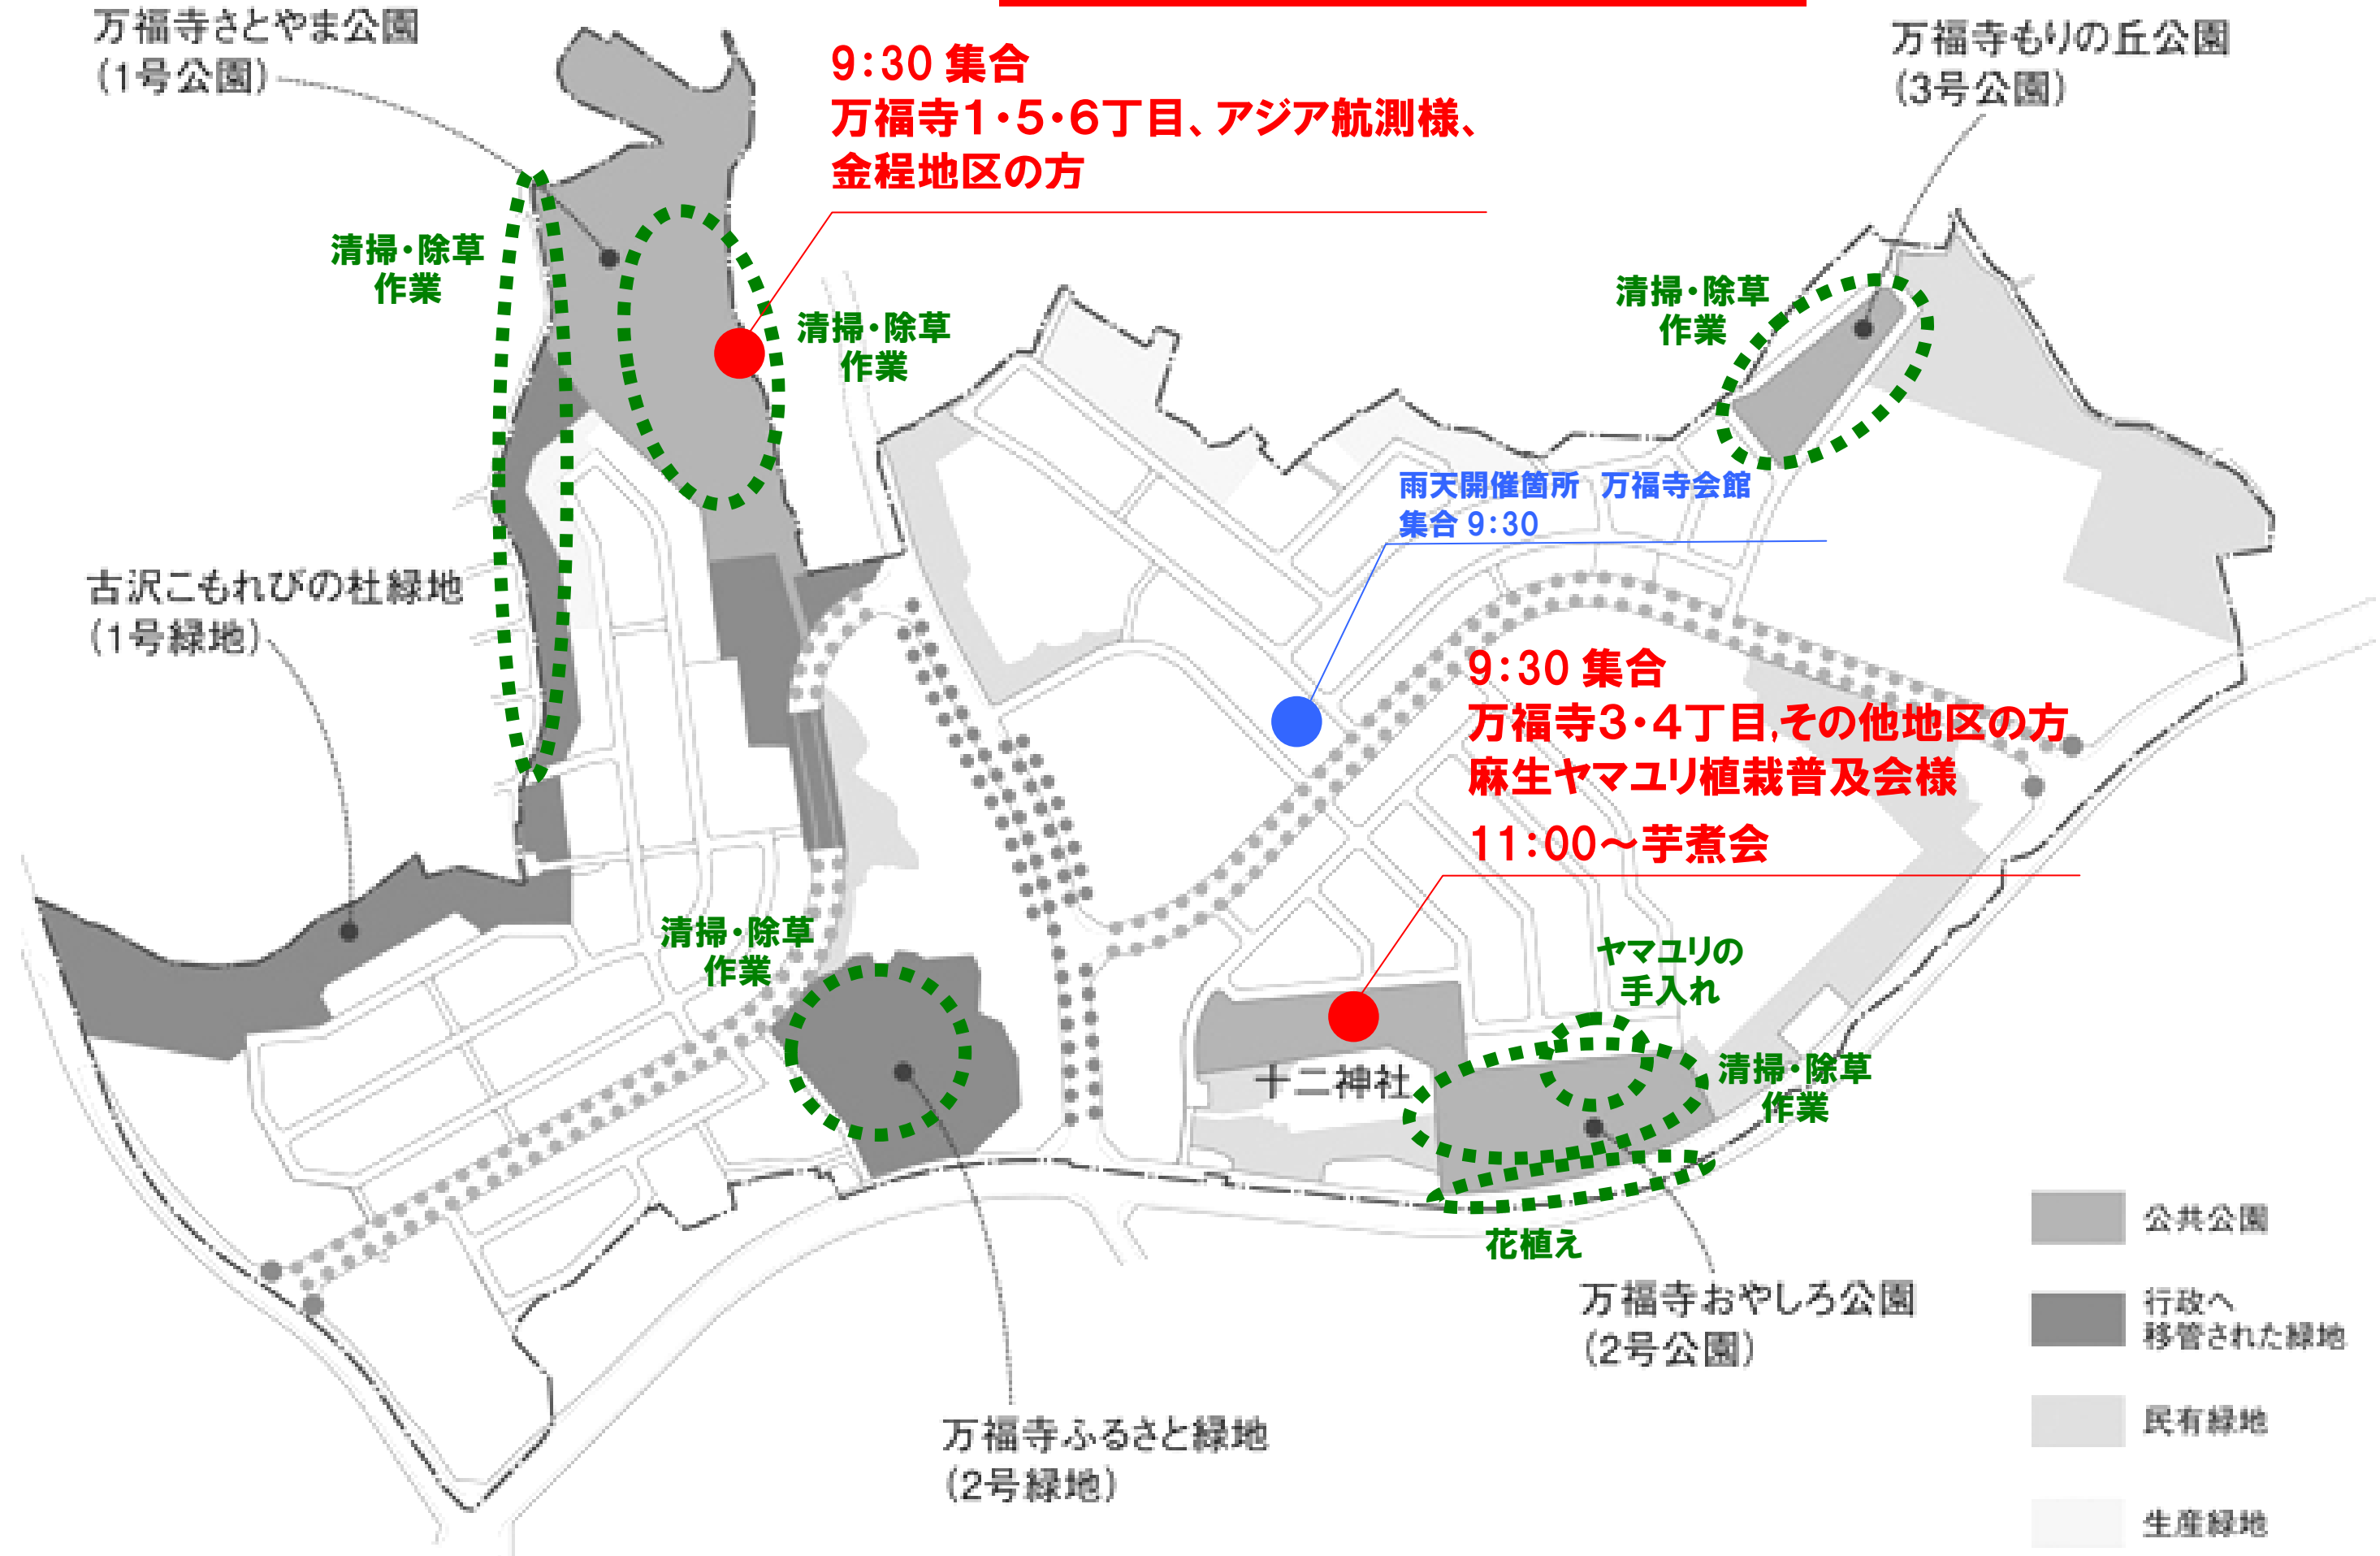 万福寺さとやま公園
(1号公園)
9:30 集合
万福寺1・5・6丁目、アジア航測様、
金程地区の方
万福寺もりの丘公園
(3号公園)
清掃・除草
作業
清掃・除草
作業
清掃・除草
作業
雨天開催箇所 万福寺会館
集合 9:30
古沢こもれびの杜緑地
(1号緑地)
9:30 集合
万福寺3・4丁目,その他地区の方
麻生ヤマユリ植栽普及会様
11:00～芋煮会
清掃・除草
作業
ヤマユリの
手入れ
十二神社
清掃・除草
作業
花植え
万福寺おやしろ公園
(2号公園)
万福寺ふるさと緑地
(2号緑地)
公共公園
行政へ
移管された緑地
民有緑地
生産緑地